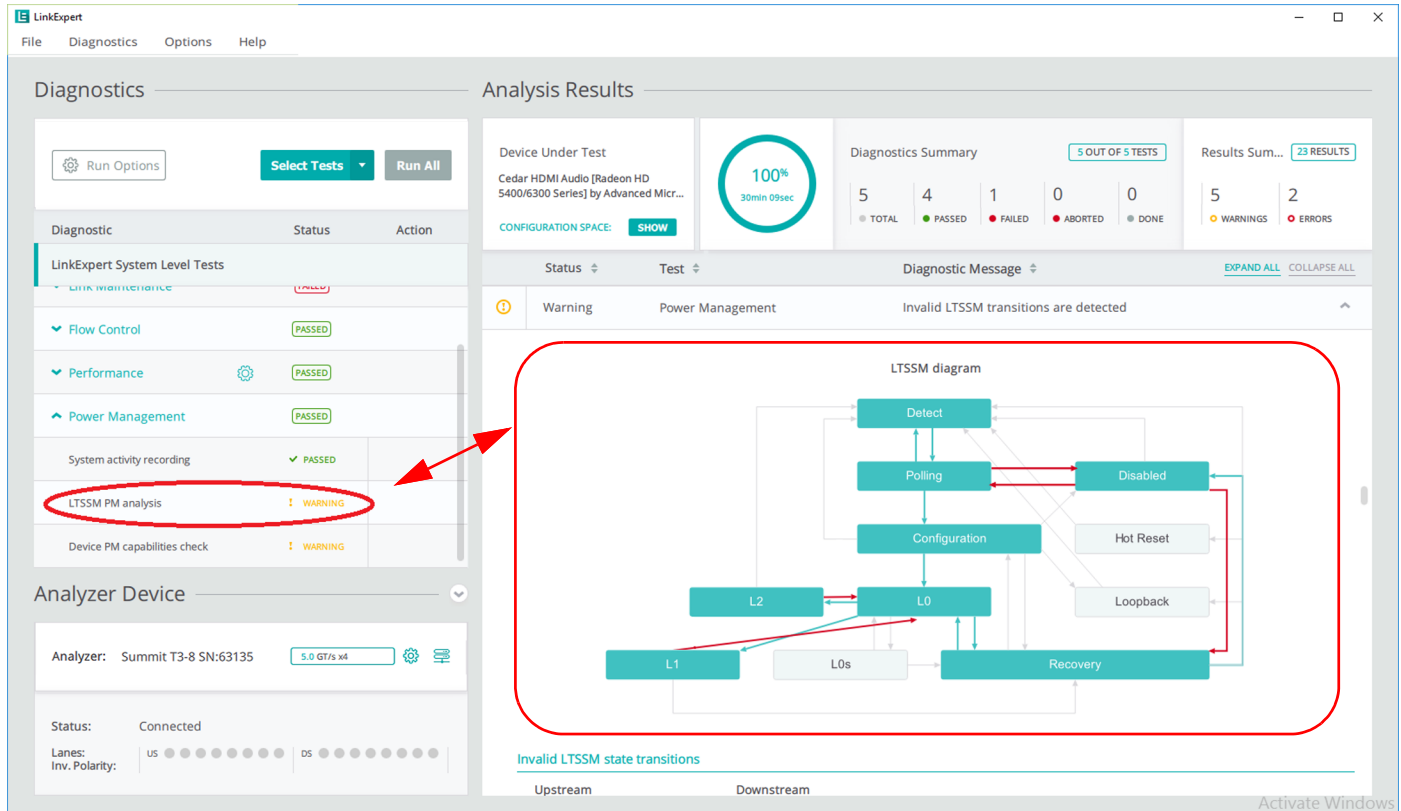 LinkExpert
File Diagnostics Options Help
Diagnostics
Run Options Select Tests Run All
Diagnostic Status Action
LinkExpert System Level Tests
Link Maintenance FAILED
Flow Control PASSED
Performance PASSED
Power Management PASSED
System activity recording PASSED
LTSSM PM analysis ! WARNING
Device PM capabilities check ! WARNING
Analyzer Device
Analyzer: Summit T3-8 SN:63135 5.0 GT/s x4
Status: Connected
Lanes: US DS
Inv. Polarity:
Analysis Results
Device Under Test
Cedar HDMI Audio [Radeon HD
5400/6300 Series] by Advanced Micr...
CONFIGURATION SPACE: SHOW
100%
30min 09sec
Diagnostics Summary 5 OUT OF 5 TESTS
5 4 1 0 0
TOTAL PASSED FAILED ABORTED DONE
Results Sum... 23 RESULTS
5 2
WARNINGS ERRORS
Status Test Diagnostic Message EXPAND ALL COLLAPSE ALL
Warning Power Management Invalid LTSSM transitions are detected
LTSSM diagram
Detect
Polling Disabled
Configuration Hot Reset
L2 L0 Loopback
L1 L0s Recovery
Invalid LTSSM state transitions
Upstream Downstream
Activate Windows